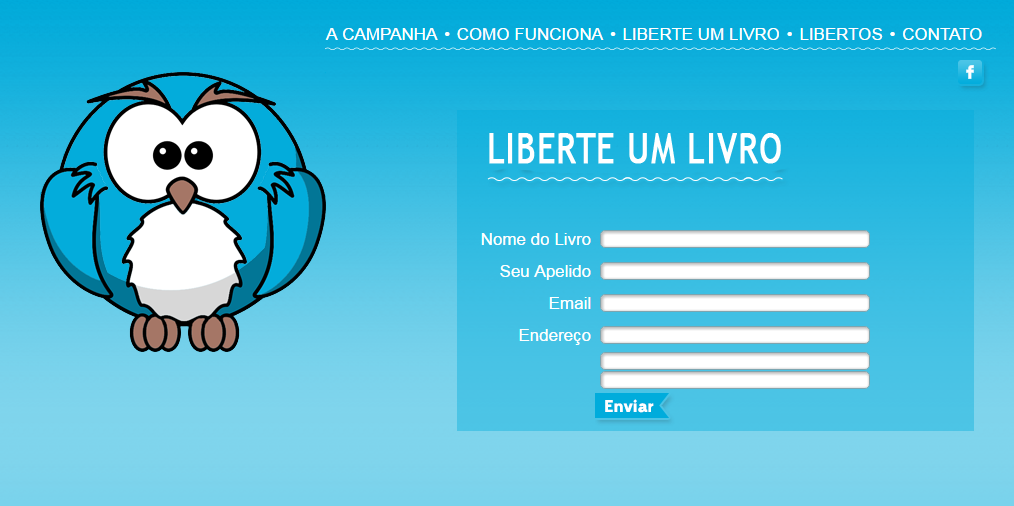 A CAMPANHA • COMO FUNCIONA • LIBERTE UM LIVRO • LIBERTOS • CONTATO
f
LIBERTE UM LIVRO
Nome do Livro
Seu Apelido
Email
Endereço
Enviar